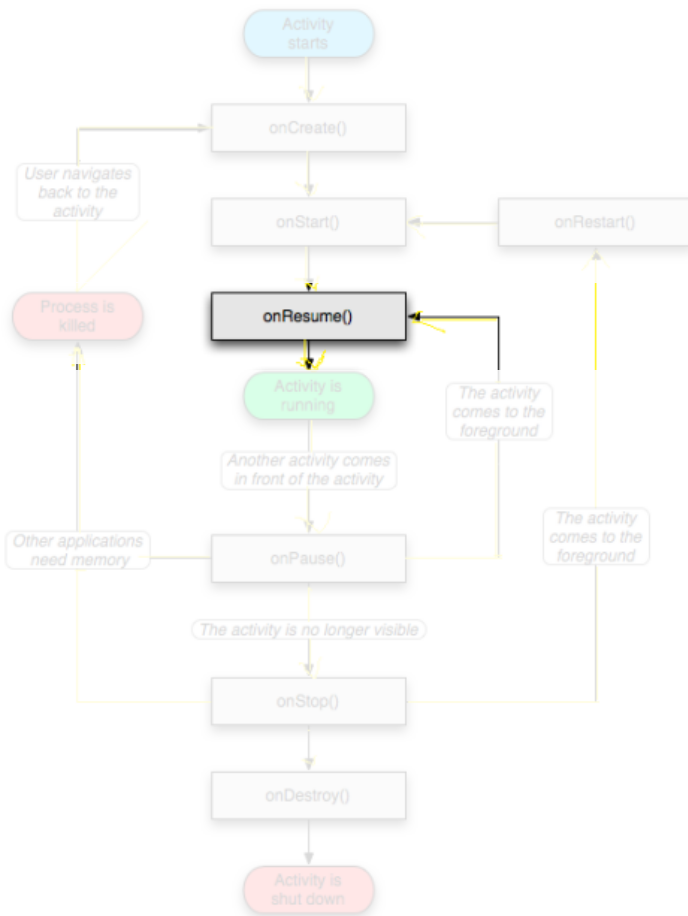 Activity
starts
onCreate()
User navigates
back to the
activity
onStart()
onRestart()
Process is
killed
onResume()
Activity is
running
The activity
comes to the
foreground
Another activity comes
in front of the activity
The activity
comes to the
foreground
Other applications
need memory
onPause()
The activity is no longer visible
onStop()
onDestroy()
Activity is
shut down